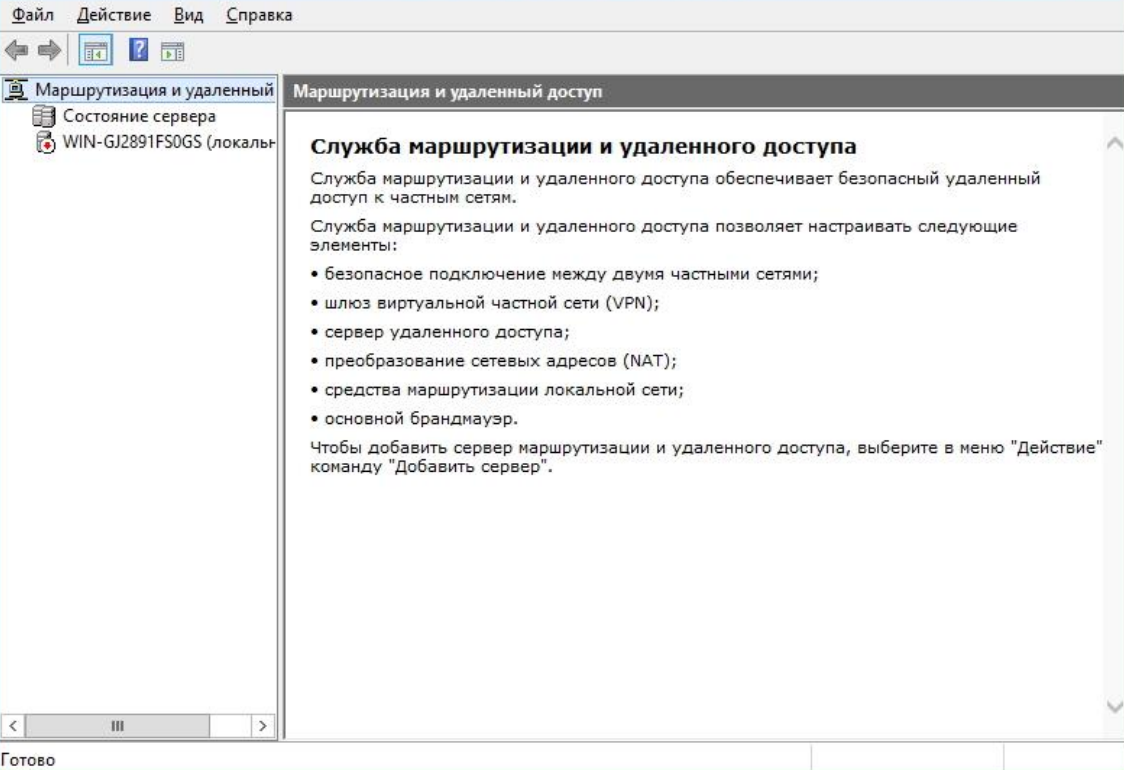 Файл Действие Вид Справка
Маршрутизация и удаленный
Состояние сервера
WIN-GJ2891FS0GS (локальн
Маршрутизация и удаленный доступ
Служба маршрутизации и удаленного доступа
Служба маршрутизации и удаленного доступа обеспечивает безопасный удаленный
доступ к частным сетям.
Служба маршрутизации и удаленного доступа позволяет настраивать следующие
элементы:
• безопасное подключение между двумя частными сетями;
• шлюз виртуальной частной сети (VPN);
• сервер удаленного доступа;
• преобразование сетевых адресов (NAT);
• средства маршрутизации локальной сети;
• основной брандмауэр.
Чтобы добавить сервер маршрутизации и удаленного доступа, выберите в меню "Действие"
команду "Добавить сервер".
Готово